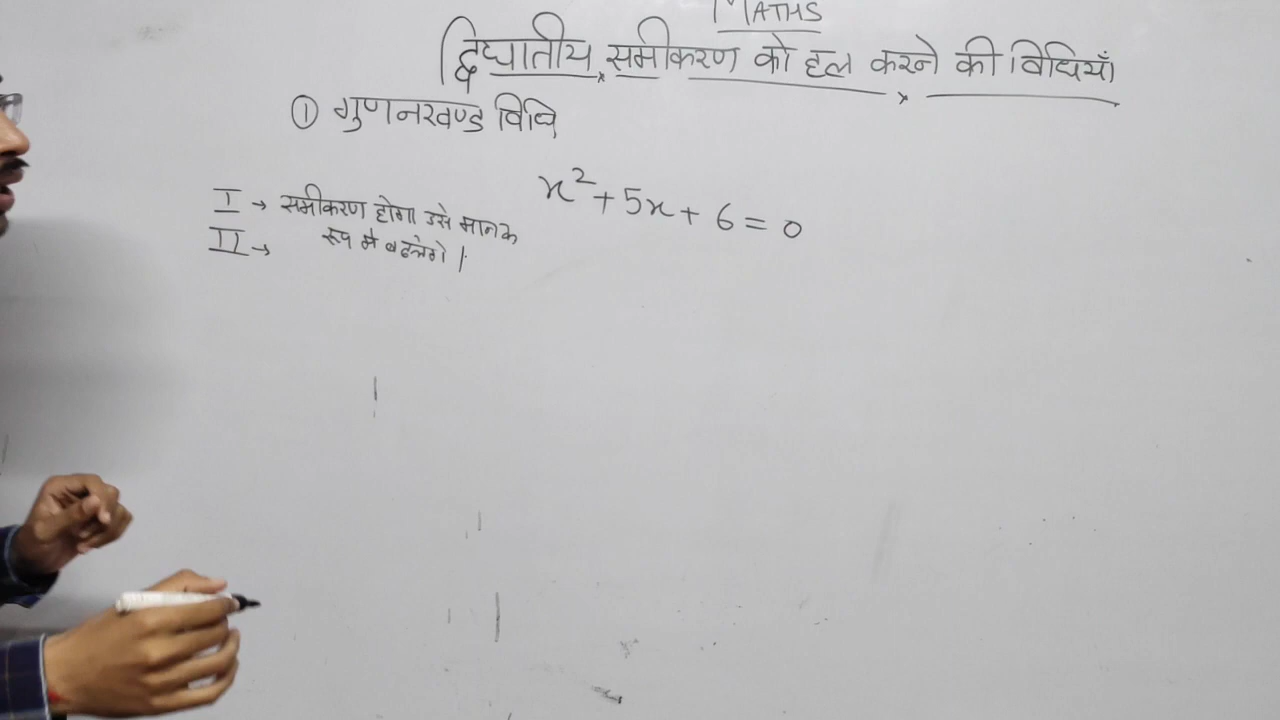 MATHS
द्विघातीय समीकरण को हल करने की विधियाँ
① गुणनखण्ड विधि
x² + 5x + 6 = 0
I → समीकरण होगा उसे मानक
रूप में बदलेगे |
II →